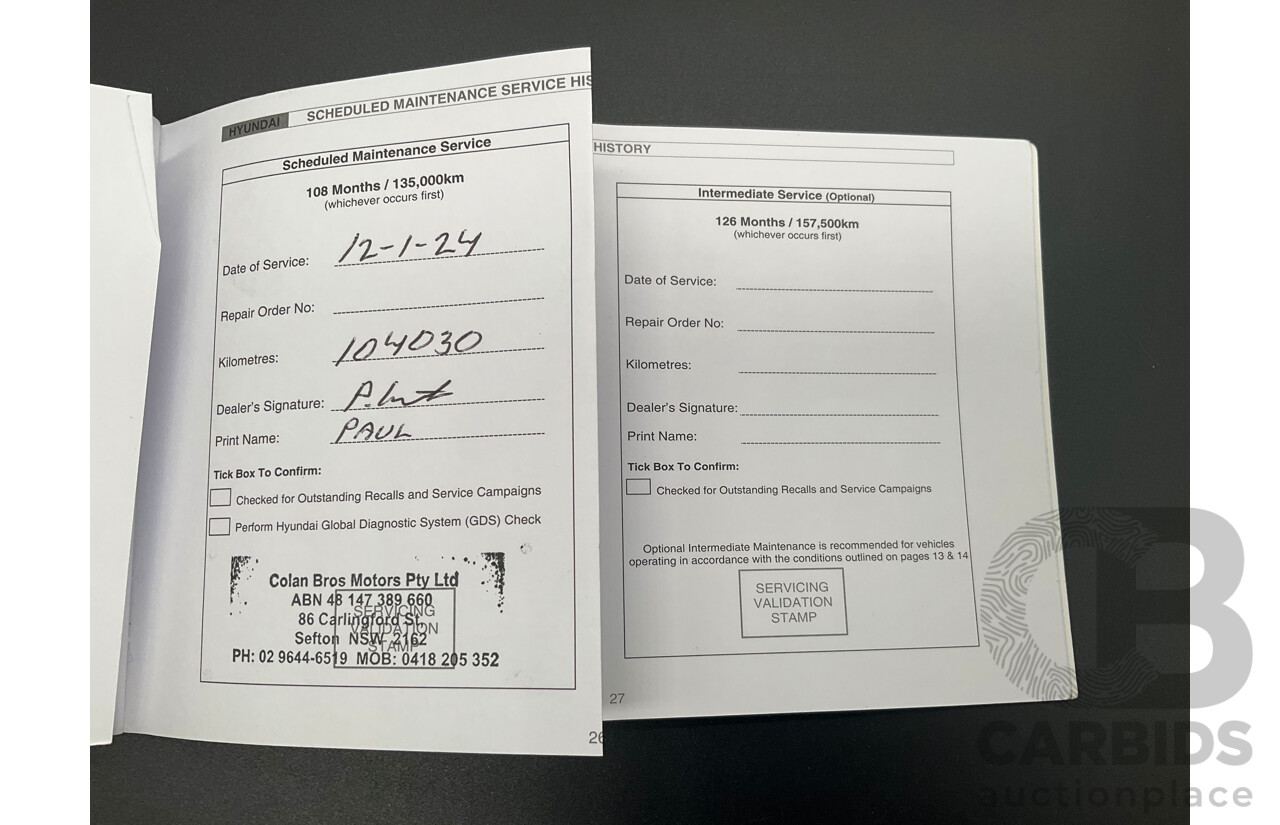 HYUNDAI SCHEDULED MAINTENANCE SERVICE HIS
Scheduled Maintenance Service
108 Months / 135,000km
(whichever occurs first)
Date of Service: 12-1-24
Repair Order No:
Kilometres: 104030
Dealer's Signature:
Print Name: PAUL
Tick Box To Confirm:
Checked for Outstanding Recalls and Service Campaigns
Perform Hyundai Global Diagnostic System (GDS) Check
Colan Bros Motors Pty Ltd
ABN 48 147 389 660
86 Carlingford St.
Sefton NSW 2162
PH: 02 9644-6519 MOB: 0418 205 352
SERVICING
VALIDATION
STAMP
26
HISTORY
Intermediate Service (Optional)
126 Months / 157,500km
(whichever occurs first)
Date of Service:
Repair Order No:
Kilometres:
Dealer's Signature:
Print Name:
Tick Box To Confirm:
Checked for Outstanding Recalls and Service Campaigns
Optional Intermediate Maintenance is recommended for vehicles
operating in accordance with the conditions outlined on pages 13 & 14
SERVICING
VALIDATION
STAMP
27
CARBIDS
auctionplace